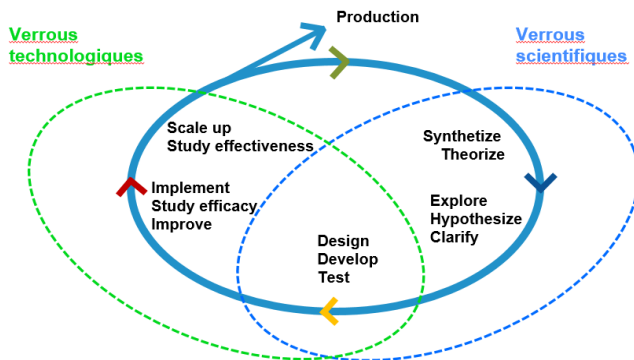 Production
Verrous
technologiques
Verrous
scientifiques
Scale up
Study effectiveness
Synthetize
Theorize
Implement
Study efficacy
Improve
Explore
Hypothesize
Clarify
Design
Develop
Test